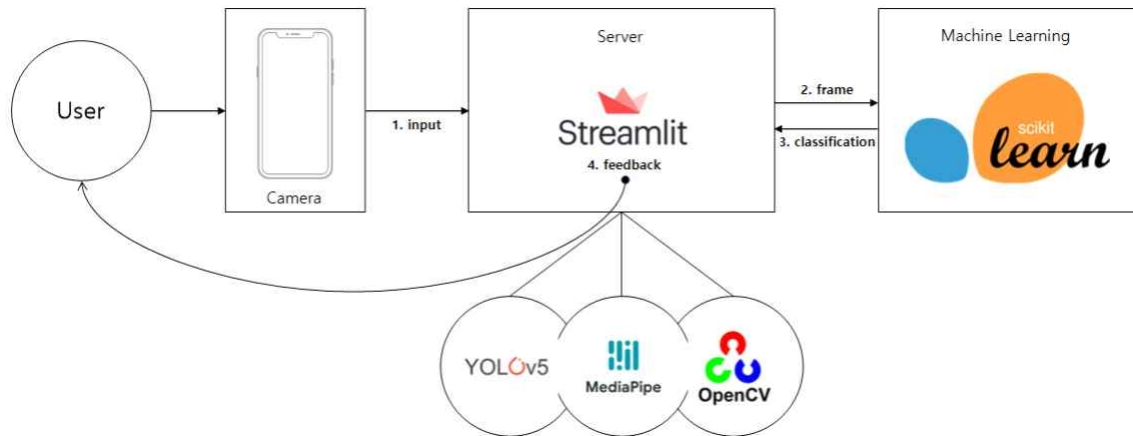 User
Camera
1. input
Server
Streamlit
4. feedback
2. frame
3. classification
Machine Learning
scikit
learn
YOLOv5
MediaPipe
OpenCV